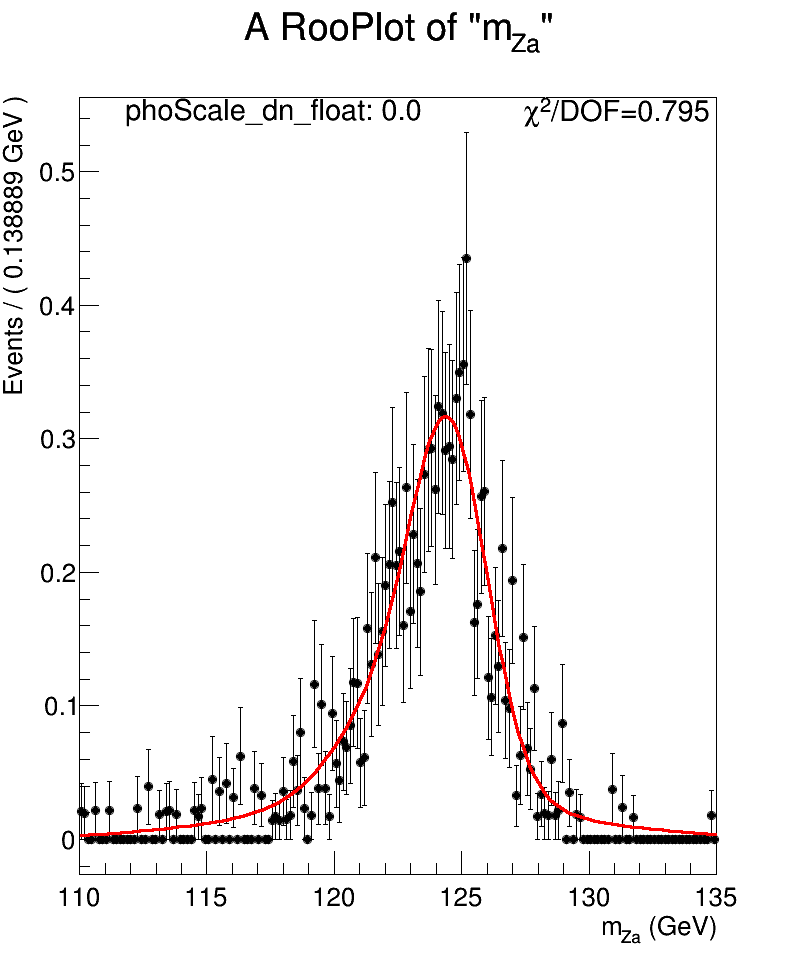 A RooPlot of "m_Za"
phoScale_dn_float: 0.0
χ²/DOF=0.795
Events / ( 0.138889 GeV )
0.5
0.4
0.3
0.2
0.1
0
110 115 120 125 130 135
m_Za (GeV)